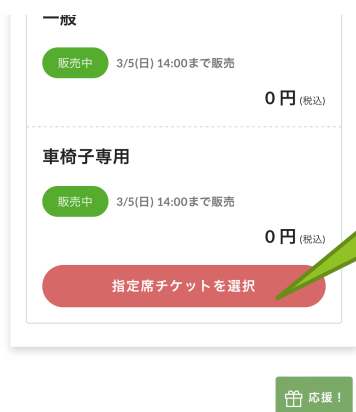 一般
販売中 3/5(日) 14:00まで販売
0 円 (税込)
車椅子専用
販売中 3/5(日) 14:00まで販売
0 円 (税込)
指定席チケットを選択
応援！